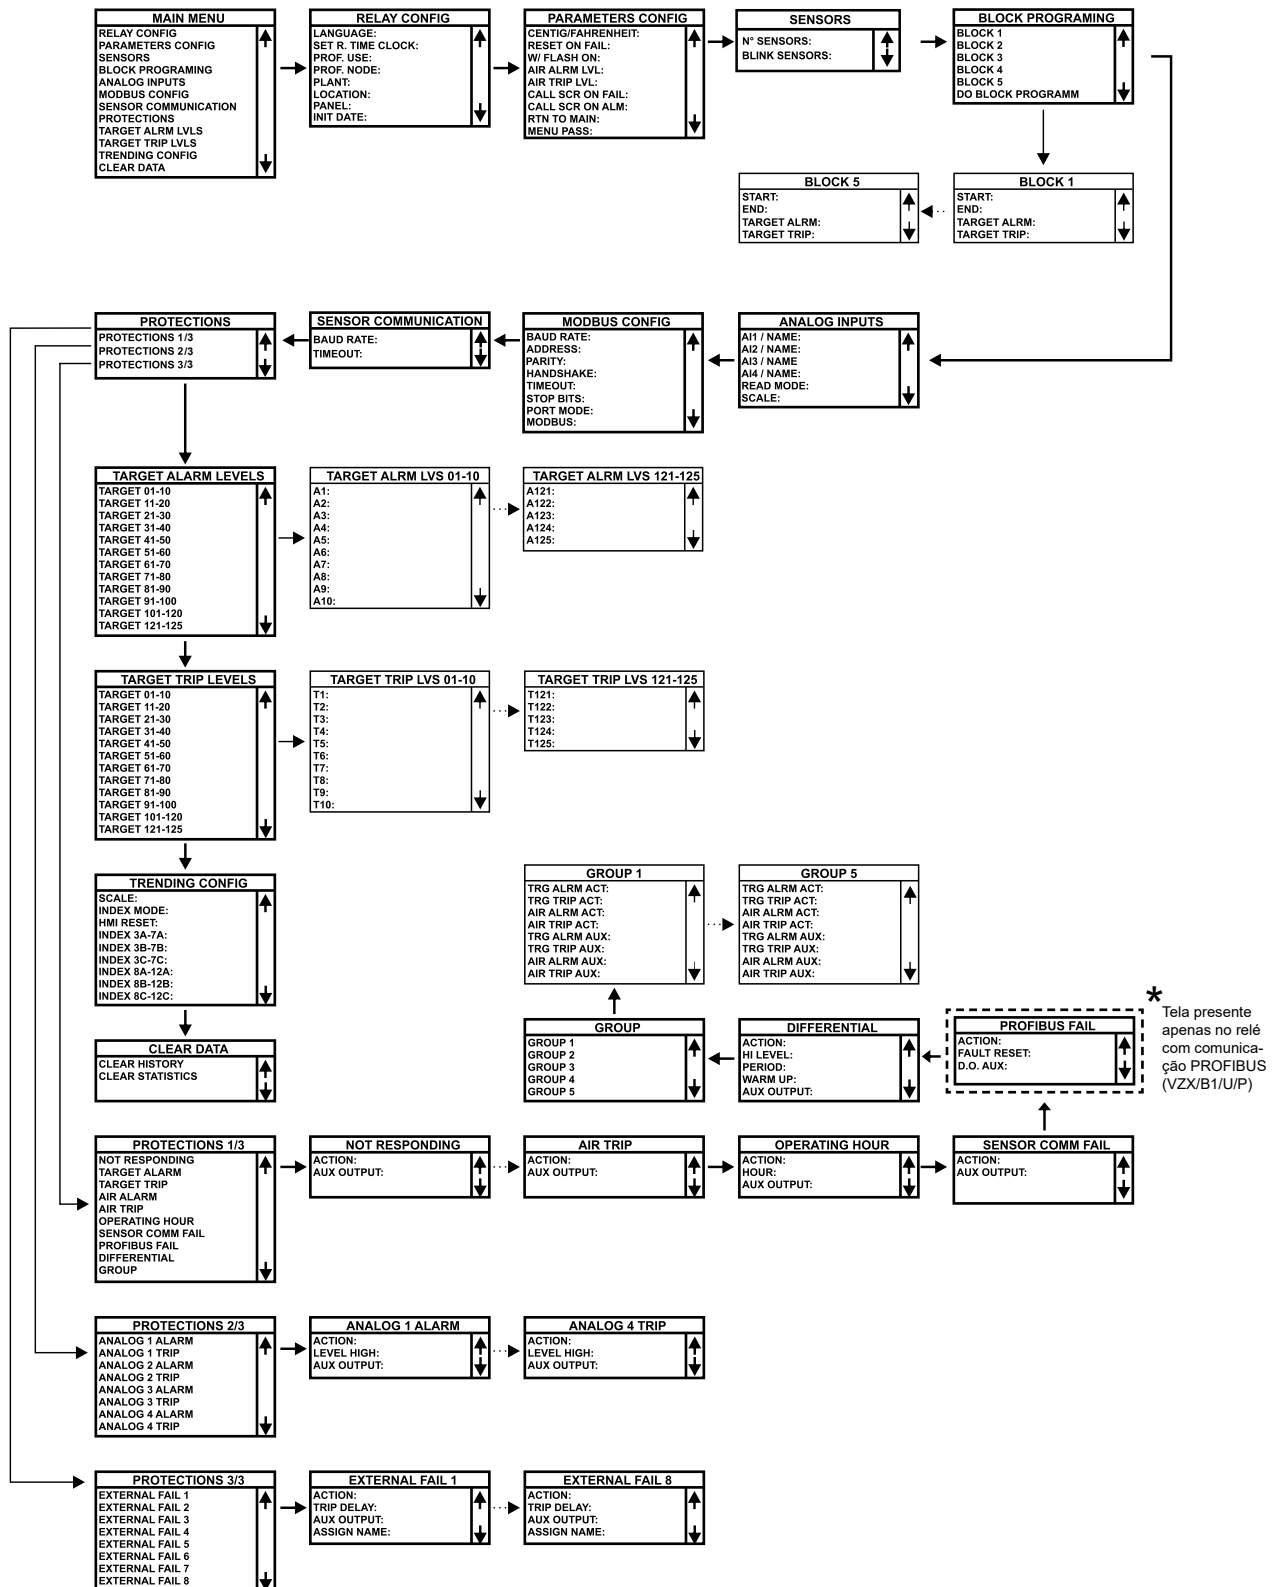 MAIN MENU
RELAY CONFIG
PARAMETERS CONFIG
SENSORS
BLOCK PROGRAMING
ANALOG INPUTS
MODBUS CONFIG
SENSOR COMMUNICATION
PROTECTIONS
TARGET ALRM LVLS
TARGET TRIP LVLS
TRENDING CONFIG
CLEAR DATA
RELAY CONFIG
LANGUAGE:
SET R. TIME CLOCK:
PROF. USE:
PROF. NODE:
PLANT:
LOCATION:
PANEL:
INIT DATE:
PARAMETERS CONFIG
CENTIG/FAHRENHEIT:
RESET ON FAIL:
W/ FLASH ON:
AIR ALRM LVL:
AIR TRIP LVL:
CALL SCR ON FAIL:
CALL SCR ON ALM:
RTN TO MAIN:
MENU PASS:
SENSORS
N° SENSORS:
BLINK SENSORS:
BLOCK PROGRAMING
BLOCK 1
BLOCK 2
BLOCK 3
BLOCK 4
BLOCK 5
DO BLOCK PROGRAMM
BLOCK 5
START:
END:
TARGET ALRM:
TARGET TRIP:
BLOCK 1
START:
END:
TARGET ALRM:
TARGET TRIP:
PROTECTIONS
PROTECTIONS 1/3
PROTECTIONS 2/3
PROTECTIONS 3/3
SENSOR COMMUNICATION
BAUD RATE:
TIMEOUT:
MODBUS CONFIG
BAUD RATE:
ADDRESS:
PARITY:
HANDSHAKE:
TIMEOUT:
STOP BITS:
PORT MODE:
MODBUS:
ANALOG INPUTS
AI1 / NAME:
AI2 / NAME:
AI3 / NAME
AI4 / NAME:
READ MODE:
SCALE:
TARGET ALARM LEVELS
TARGET 01-10
TARGET 11-20
TARGET 21-30
TARGET 31-40
TARGET 41-50
TARGET 51-60
TARGET 61-70
TARGET 71-80
TARGET 81-90
TARGET 91-100
TARGET 101-120
TARGET 121-125
TARGET ALRM LVS 01-10
A1:
A2:
A3:
A4:
A5:
A6:
A7:
A8:
A9:
A10:
TARGET ALRM LVS 121-125
A121:
A122:
A123:
A124:
A125:
TARGET TRIP LEVELS
TARGET 01-10
TARGET 11-20
TARGET 21-30
TARGET 31-40
TARGET 41-50
TARGET 51-60
TARGET 61-70
TARGET 71-80
TARGET 81-90
TARGET 91-100
TARGET 101-120
TARGET 121-125
TARGET TRIP LVS 01-10
T1:
T2:
T3:
T4:
T5:
T6:
T7:
T8:
T9:
T10:
TARGET TRIP LVS 121-125
T121:
T122:
T123:
T124:
T125:
TRENDING CONFIG
SCALE:
INDEX MODE:
HMI RESET:
INDEX 3A-7A:
INDEX 3B-7B:
INDEX 3C-7C:
INDEX 8A-12A:
INDEX 8B-12B:
INDEX 8C-12C:
GROUP 1
TRG ALRM ACT:
TRG TRIP ACT:
AIR ALRM ACT:
AIR TRIP ACT:
TRG ALRM AUX:
TRG TRIP AUX:
AIR ALRM AUX:
AIR TRIP AUX:
GROUP 5
TRG ALRM ACT:
TRG TRIP ACT:
AIR ALRM ACT:
AIR TRIP ACT:
TRG ALRM AUX:
TRG TRIP AUX:
AIR ALRM AUX:
AIR TRIP AUX:
CLEAR DATA
CLEAR HISTORY
CLEAR STATISTICS
GROUP
GROUP 1
GROUP 2
GROUP 3
GROUP 4
GROUP 5
DIFFERENTIAL
ACTION:
HI LEVEL:
PERIOD:
WARM UP:
AUX OUTPUT:
PROFIBUS FAIL
ACTION:
FAULT RESET:
D.O. AUX:
*
Tela presente
apenas no relé
com comunica-
ção PROFIBUS
(VZX/B1/U/P)
PROTECTIONS 1/3
NOT RESPONDING
TARGET ALARM
TARGET TRIP
AIR ALARM
AIR TRIP
OPERATING HOUR
SENSOR COMM FAIL
PROFIBUS FAIL
DIFFERENTIAL
GROUP
NOT RESPONDING
ACTION:
AUX OUTPUT:
AIR TRIP
ACTION:
AUX OUTPUT:
OPERATING HOUR
ACTION:
HOUR:
AUX OUTPUT:
SENSOR COMM FAIL
ACTION:
AUX OUTPUT:
PROTECTIONS 2/3
ANALOG 1 ALARM
ANALOG 1 TRIP
ANALOG 2 ALARM
ANALOG 2 TRIP
ANALOG 3 ALARM
ANALOG 3 TRIP
ANALOG 4 ALARM
ANALOG 4 TRIP
ANALOG 1 ALARM
ACTION:
LEVEL HIGH:
AUX OUTPUT:
ANALOG 4 TRIP
ACTION:
LEVEL HIGH:
AUX OUTPUT:
PROTECTIONS 3/3
EXTERNAL FAIL 1
EXTERNAL FAIL 2
EXTERNAL FAIL 3
EXTERNAL FAIL 4
EXTERNAL FAIL 5
EXTERNAL FAIL 6
EXTERNAL FAIL 7
EXTERNAL FAIL 8
EXTERNAL FAIL 1
ACTION:
TRIP DELAY:
AUX OUTPUT:
ASSIGN NAME:
EXTERNAL FAIL 8
ACTION:
TRIP DELAY:
AUX OUTPUT:
ASSIGN NAME: